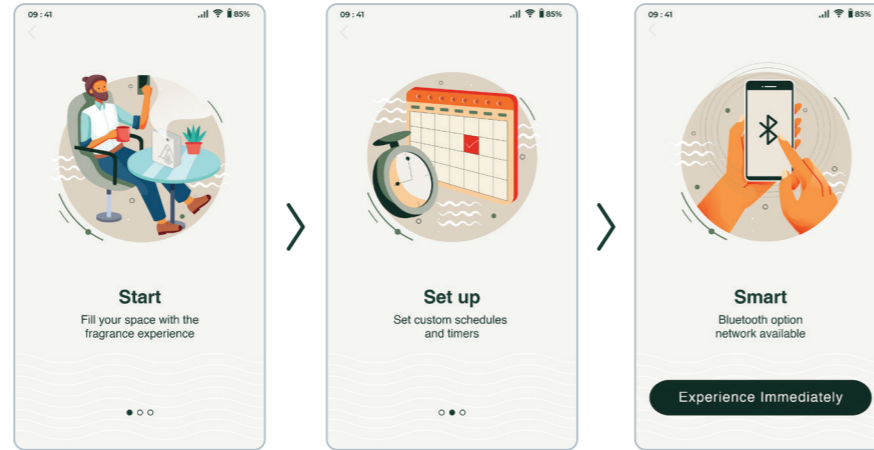 09 : 41
85%
Start
Fill your space with the
fragrance experience
09 : 41
85%
Set up
Set custom schedules
and timers
09 : 41
85%
Smart
Bluetooth option
network available
Experience Immediately